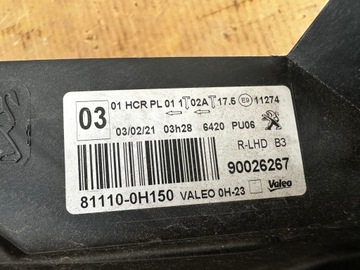 03
01 HCR PL 01 1T 02A T 17.5 E9 11274
03/02/21 03h28 6420 PU06
R-LHD B3
90026267
81110-0H150 VALEO 0H-23 Valeo